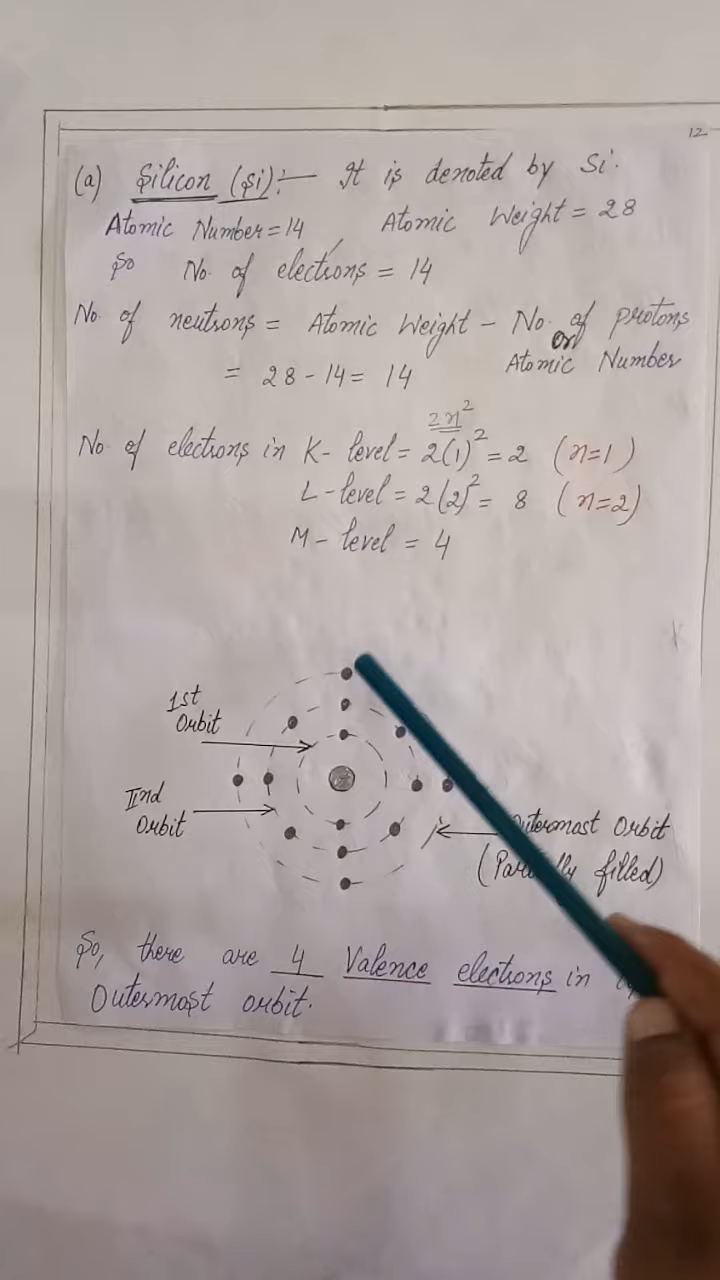 12
(a) Silicon (Si):— It is denoted by Si.
Atomic Number = 14, Atomic Weight = 28
So No. of electrons = 14
No. of neutrons = Atomic Weight - No. of protons
or
= 28 - 14 = 14 Atomic Number
2n²
No. of electrons in K- level = 2(1)² = 2 (n=1)
L - level = 2(2)² = 8 (n=2)
M - level = 4
1st
Orbit
IInd
Orbit
Outermost Orbit
(Partially filled)
So, there are 4 Valence electrons in
Outermost orbit.